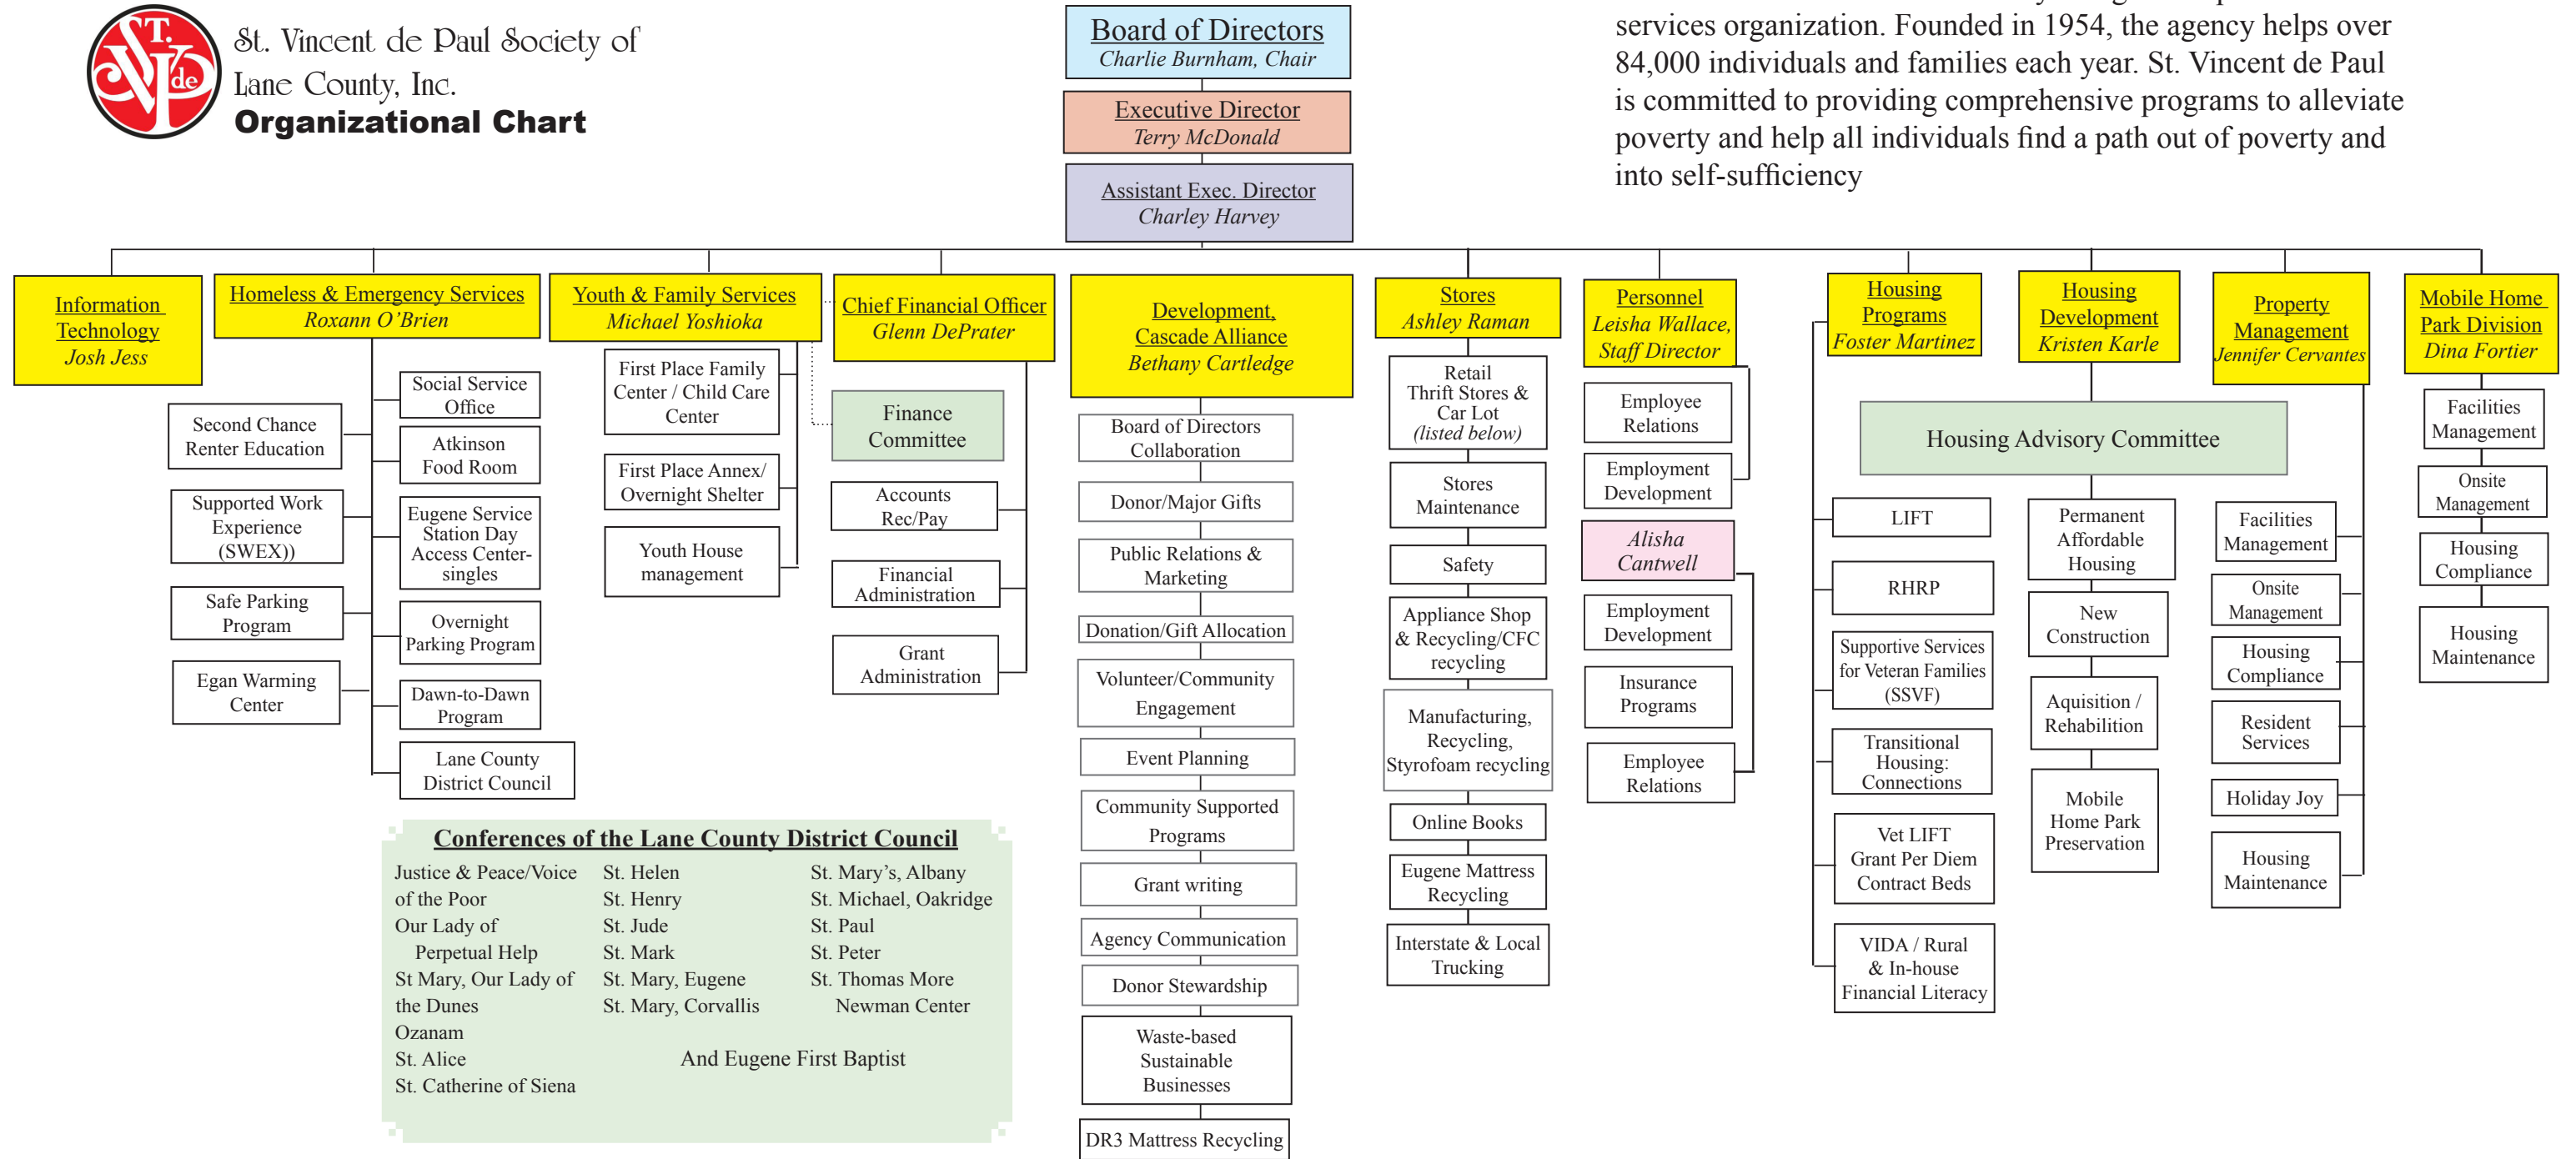 ST.
V
de
P
St. Vincent de Paul Society of
Lane County, Inc.
Organizational Chart
services organization. Founded in 1954, the agency helps over
84,000 individuals and families each year. St. Vincent de Paul
is committed to providing comprehensive programs to alleviate
poverty and help all individuals find a path out of poverty and
into self-sufficiency
Board of Directors
Charlie Burnham, Chair
Executive Director
Terry McDonald
Assistant Exec. Director
Charley Harvey
Information
Technology
Josh Jess
Homeless & Emergency Services
Roxann O’Brien
Second Chance
Renter Education
Supported Work
Experience
(SWEX))
Safe Parking
Program
Egan Warming
Center
Social Service
Office
Atkinson
Food Room
Eugene Service
Station Day
Access Center-
singles
Overnight
Parking Program
Dawn-to-Dawn
Program
Lane County
District Council
Youth & Family Services
Michael Yoshioka
First Place Family
Center / Child Care
Center
First Place Annex/
Overnight Shelter
Youth House
management
Chief Financial Officer
Glenn DePrater
Finance
Committee
Accounts
Rec/Pay
Financial
Administration
Grant
Administration
Development,
Cascade Alliance
Bethany Cartledge
Board of Directors
Collaboration
Donor/Major Gifts
Public Relations &
Marketing
Donation/Gift Allocation
Volunteer/Community
Engagement
Event Planning
Community Supported
Programs
Grant writing
Agency Communication
Donor Stewardship
Waste-based
Sustainable
Businesses
DR3 Mattress Recycling
Stores
Ashley Raman
Retail
Thrift Stores &
Car Lot
(listed below)
Stores
Maintenance
Safety
Appliance Shop
& Recycling/CFC
recycling
Manufacturing,
Recycling,
Styrofoam recycling
Online Books
Eugene Mattress
Recycling
Interstate & Local
Trucking
Personnel
Leisha Wallace,
Staff Director
Employee
Relations
Employment
Development
Alisha
Cantwell
Employment
Development
Insurance
Programs
Employee
Relations
Housing
Programs
Foster Martinez
LIFT
RHRP
Supportive Services
for Veteran Families
(SSVF)
Transitional
Housing:
Connections
Vet LIFT
Grant Per Diem
Contract Beds
VIDA / Rural
& In-house
Financial Literacy
Housing
Development
Kristen Karle
Housing Advisory Committee
Permanent
Affordable
Housing
New
Construction
Aquisition /
Rehabilition
Mobile
Home Park
Preservation
Property
Management
Jennifer Cervantes
Facilities
Management
Onsite
Management
Housing
Compliance
Resident
Services
Holiday Joy
Housing
Maintenance
Mobile Home
Park Division
Dina Fortier
Facilities
Management
Onsite
Management
Housing
Compliance
Housing
Maintenance
Conferences of the Lane County District Council
Justice & Peace/Voice
of the Poor
Our Lady of
Perpetual Help
St Mary, Our Lady of
the Dunes
Ozanam
St. Alice
St. Catherine of Siena
St. Helen
St. Henry
St. Jude
St. Mark
St. Mary, Eugene
St. Mary, Corvallis
St. Mary’s, Albany
St. Michael, Oakridge
St. Paul
St. Peter
St. Thomas More
Newman Center
And Eugene First Baptist